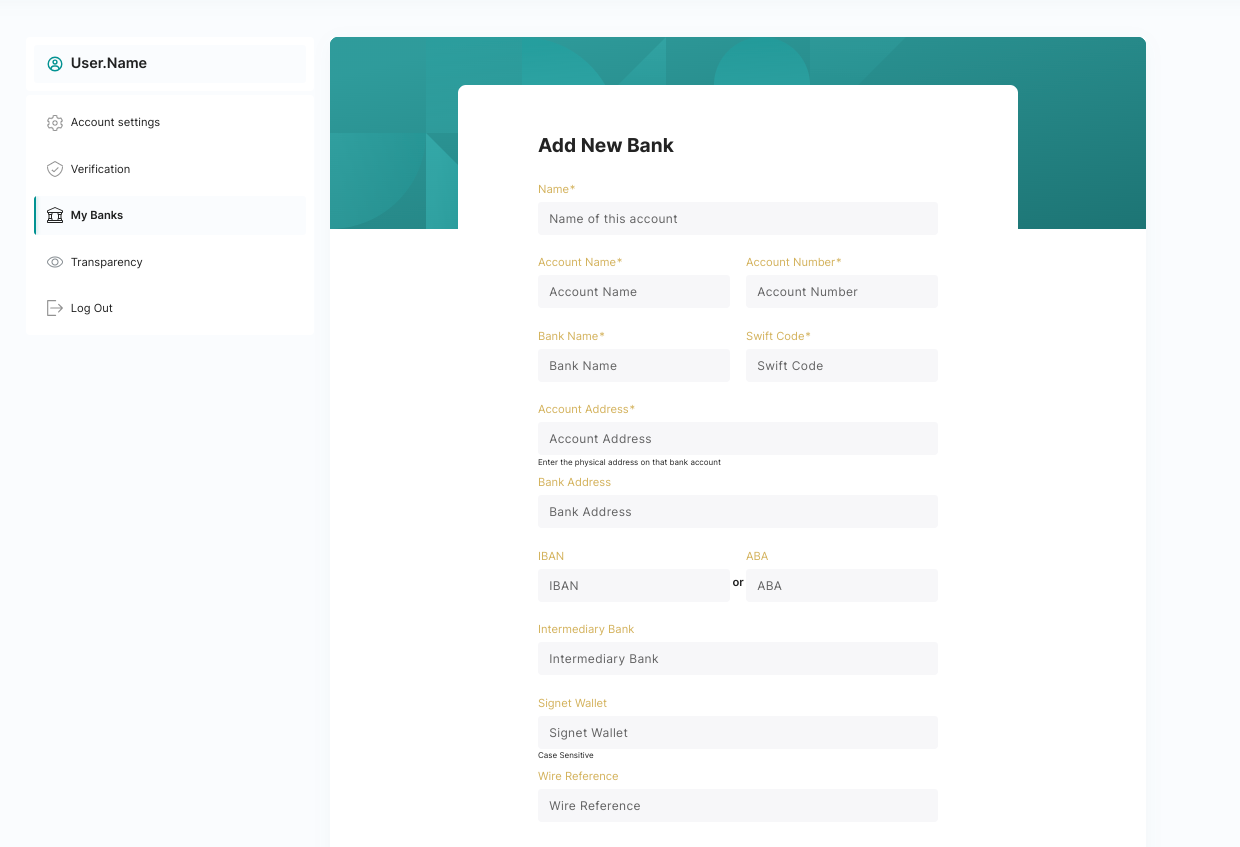 User.Name
Account settings
Verification
My Banks
Transparency
Log Out
Add New Bank
Name*
Name of this account
Account Name* Account Number*
Account Name Account Number
Bank Name* Swift Code*
Bank Name Swift Code
Account Address*
Account Address
Enter the physical address on that bank account
Bank Address
Bank Address
IBAN ABA
IBAN or ABA
Intermediary Bank
Intermediary Bank
Signet Wallet
Signet Wallet
Case Sensitive
Wire Reference
Wire Reference